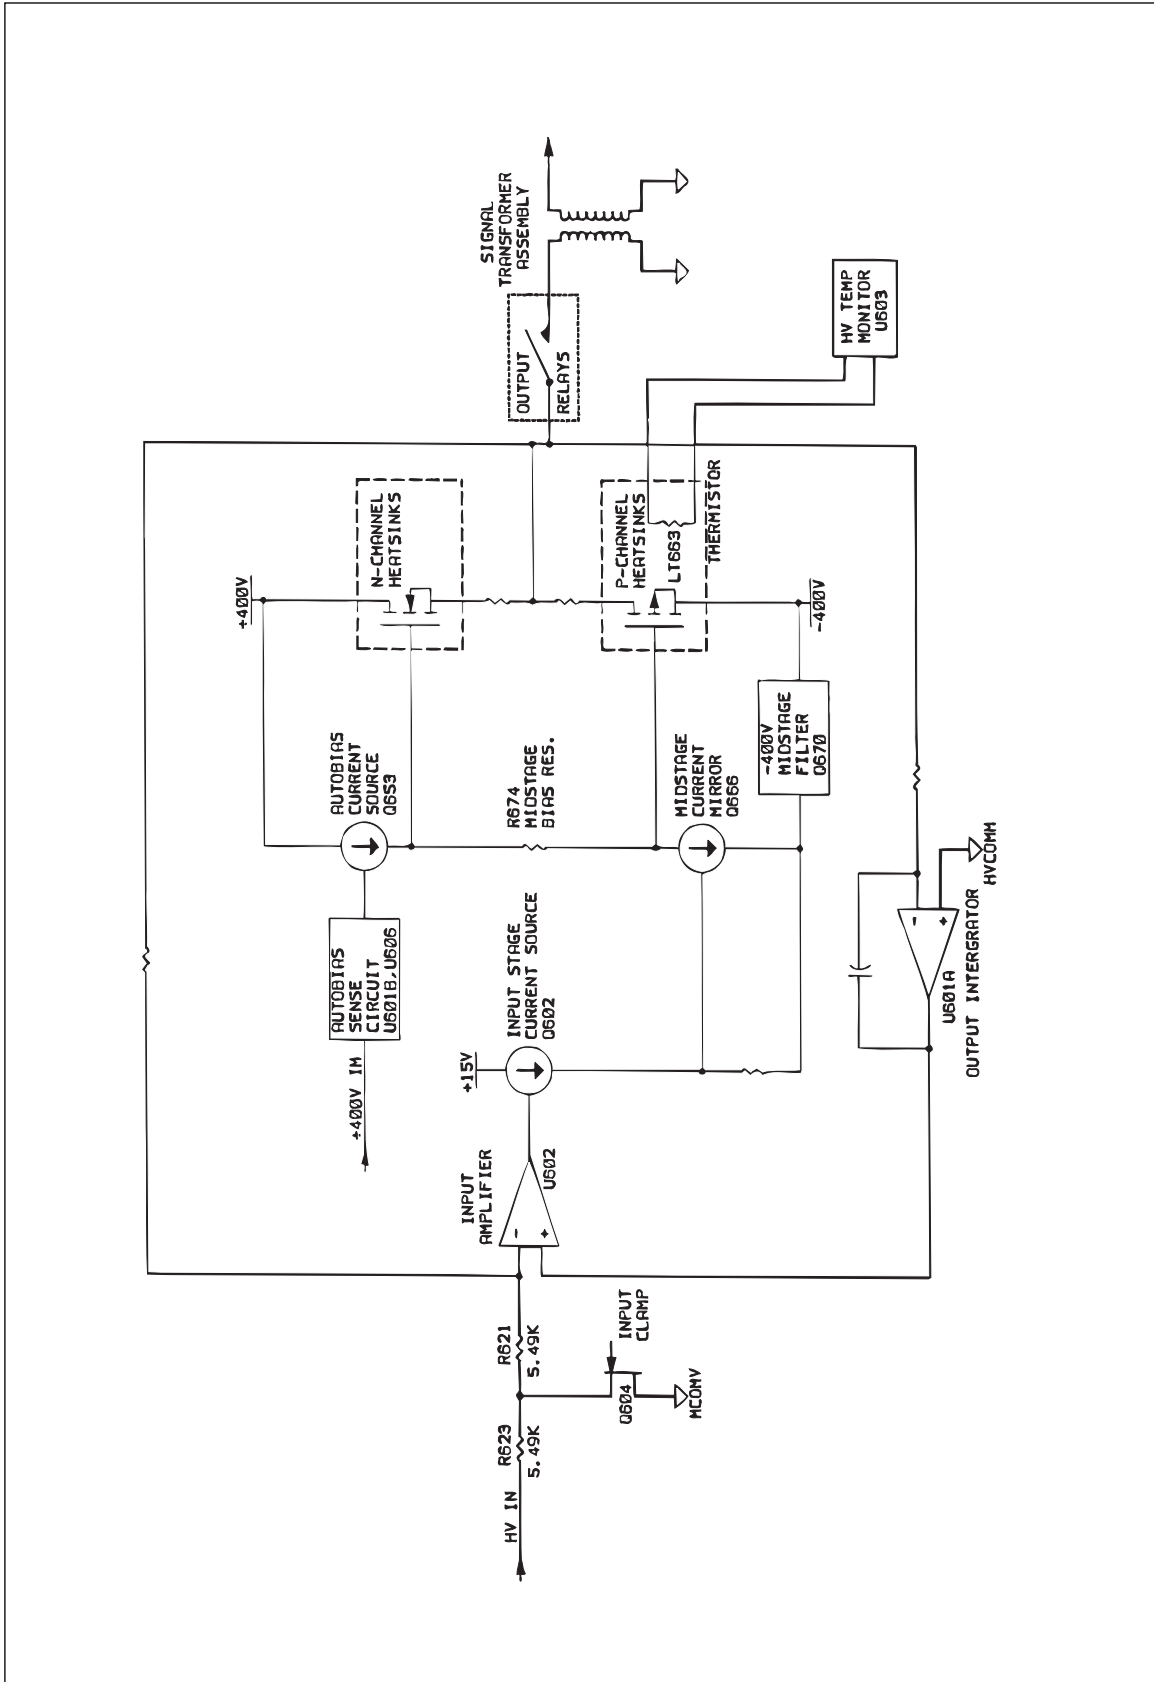 HV IN
R623
5.49K
R621
5.49K
Q604
INPUT
CLAMP
MCOMV
INPUT
AMPLIFIER
-
+
U602
+400V IM
AUTOBIAS
SENSE
CIRCUIT
U601B,U606
+15V
INPUT STAGE
CURRENT SOURCE
Q602
AUTOBIAS
CURRENT
SOURCE
Q653
R674
MIDSTAGE
BIAS RES.
MIDSTAGE
CURRENT
MIRROR
Q666
-400V
MIDSTAGE
FILTER
Q670
+400V
N-CHANNEL
HEATSINKS
P-CHANNEL
HEATSINKS
LT663
THERMISTOR
-400V
OUTPUT
RELAYS
SIGNAL
TRANSFORMER
ASSEMBLY
HV TEMP
MONITOR
U603
-
+
U601A
OUTPUT INTERGRATOR
HVCOMM